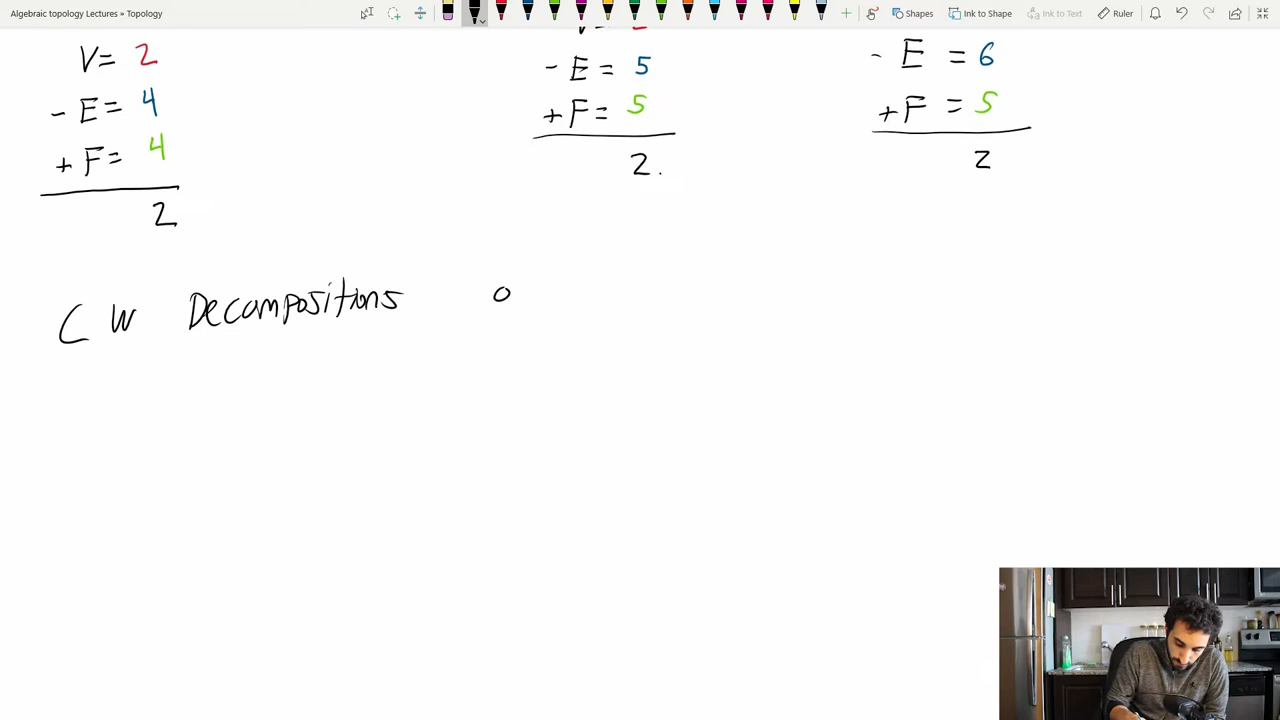 Algebraic topology Lectures » Topology
Shapes
Ink to Shape
Ink to Text
Ruler
V= 2
- E= 4
+ F= 4
2
- E = 5
+ F= 5
2.
- E = 6
+ F = 5
2
CW Decompositions o